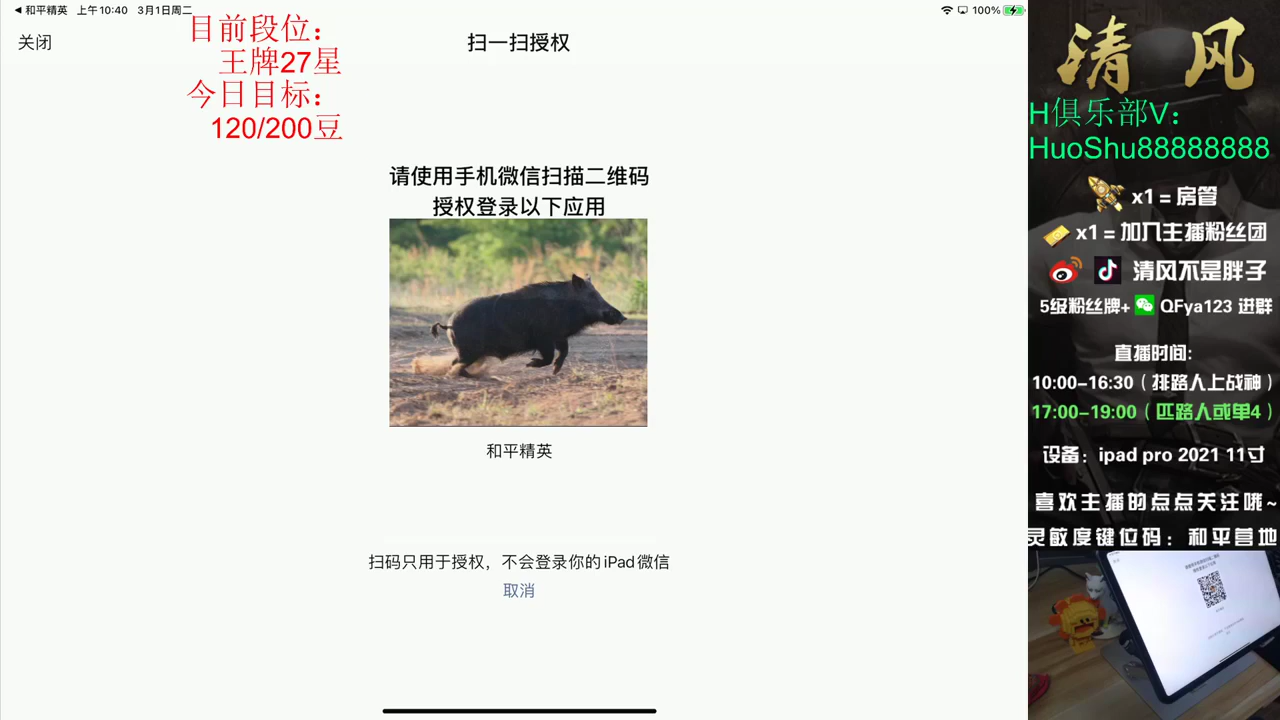 ◀ 和平精英 上午10:40 3月1日周二
100%
关闭
扫一扫授权
目前段位：
王牌27星
今日目标：
120/200豆
请使用手机微信扫描二维码
授权登录以下应用
和平精英
扫码只用于授权，不会登录你的iPad微信
取消
清风
H俱乐部V：
HuoShu88888888
x1 = 房管
x1 = 加入主播粉丝团
清风不是胖子
5级粉丝牌+ QFya123 进群
直播时间:
10:00-16:30（排路人上战神）
17:00-19:00（匹路人或单4）
设备：ipad pro 2021 11寸
喜欢主播的点点关注哦~
灵敏度键位码：和平营地